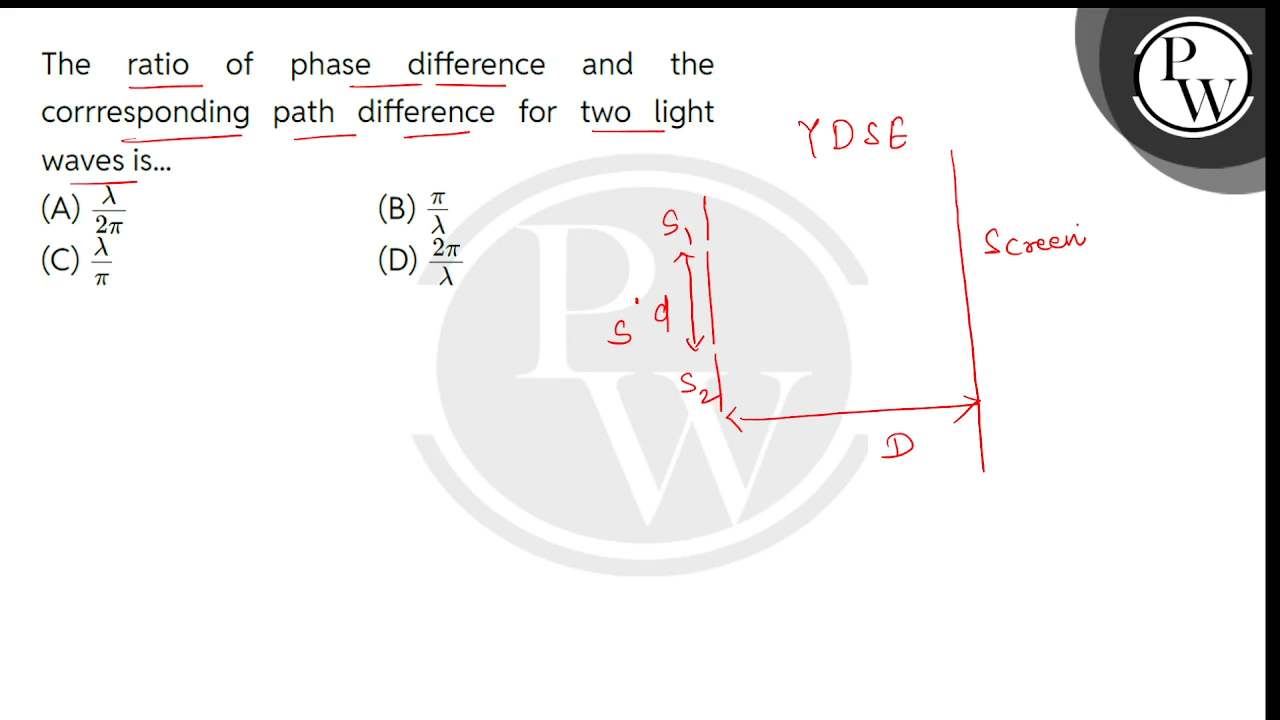 The ratio of phase difference and the
corrresponding path difference for two light
waves is...
(A) λ/2π (B) π/λ
(C) λ/π (D) 2π/λ
YDSE
S₁
Screen
S d
S₂
D
P
W
P
W